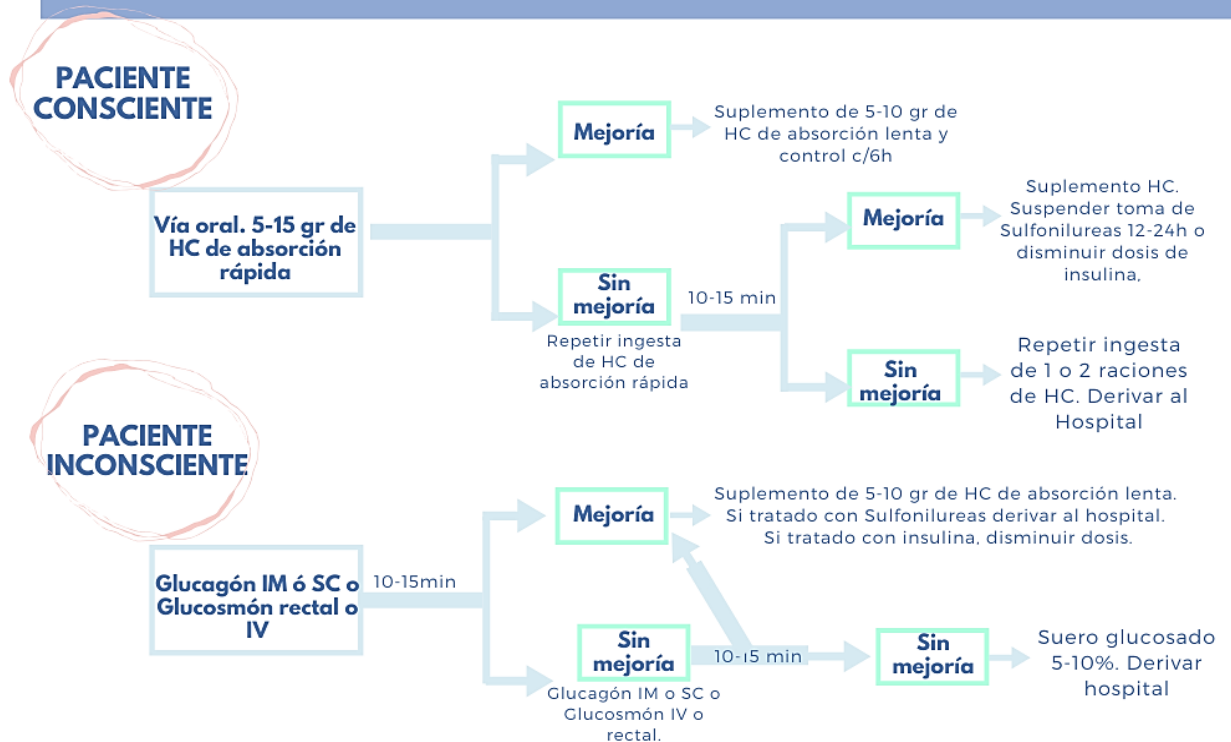 PACIENTE
CONSCIENTE
Vía oral. 5-15 gr de
HC de absorción
rápida
Mejoría
Suplemento de 5-10 gr de
HC de absorción lenta y
control c/6h
Sin
mejoría
Repetir ingesta
de HC de
absorción rápida
10-15 min
Mejoría
Suplemento HC.
Suspender toma de
Sulfonilureas 12-24h o
disminuir dosis de
insulina,
Sin
mejoría
Repetir ingesta
de 1 o 2 raciones
de HC. Derivar al
Hospital
PACIENTE
INCONSCIENTE
Glucagón IM ó SC o
Glucosmón rectal o
IV
10-15min
Mejoría
Suplemento de 5-10 gr de HC de absorción lenta.
Si tratado con Sulfonilureas derivar al hospital.
Si tratado con insulina, disminuir dosis.
Sin
mejoría
Glucagón IM o SC o
Glucosmón IV o
rectal.
10-15 min
Sin
mejoría
Suero glucosado
5-10%. Derivar
hospital